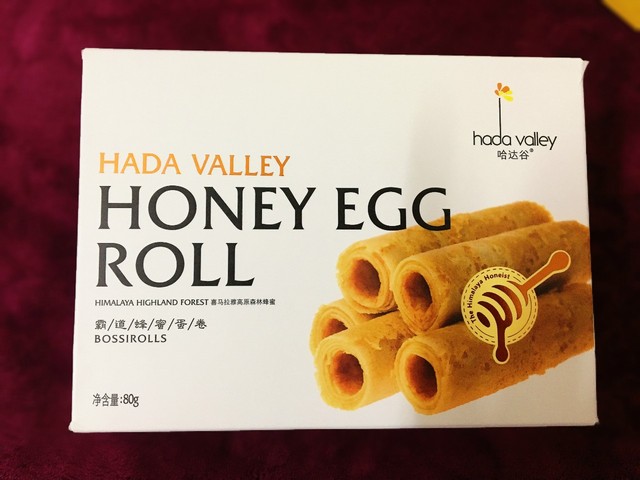 hada valley
哈达谷®
HADA VALLEY
HONEY EGG
ROLL
HIMALAYA HIGHLAND FOREST 喜马拉雅高原森林蜂蜜
The Himalaya Honeist
霸/道/蜂/蜜/蛋/卷
BOSSIROLLS
净含量:80g